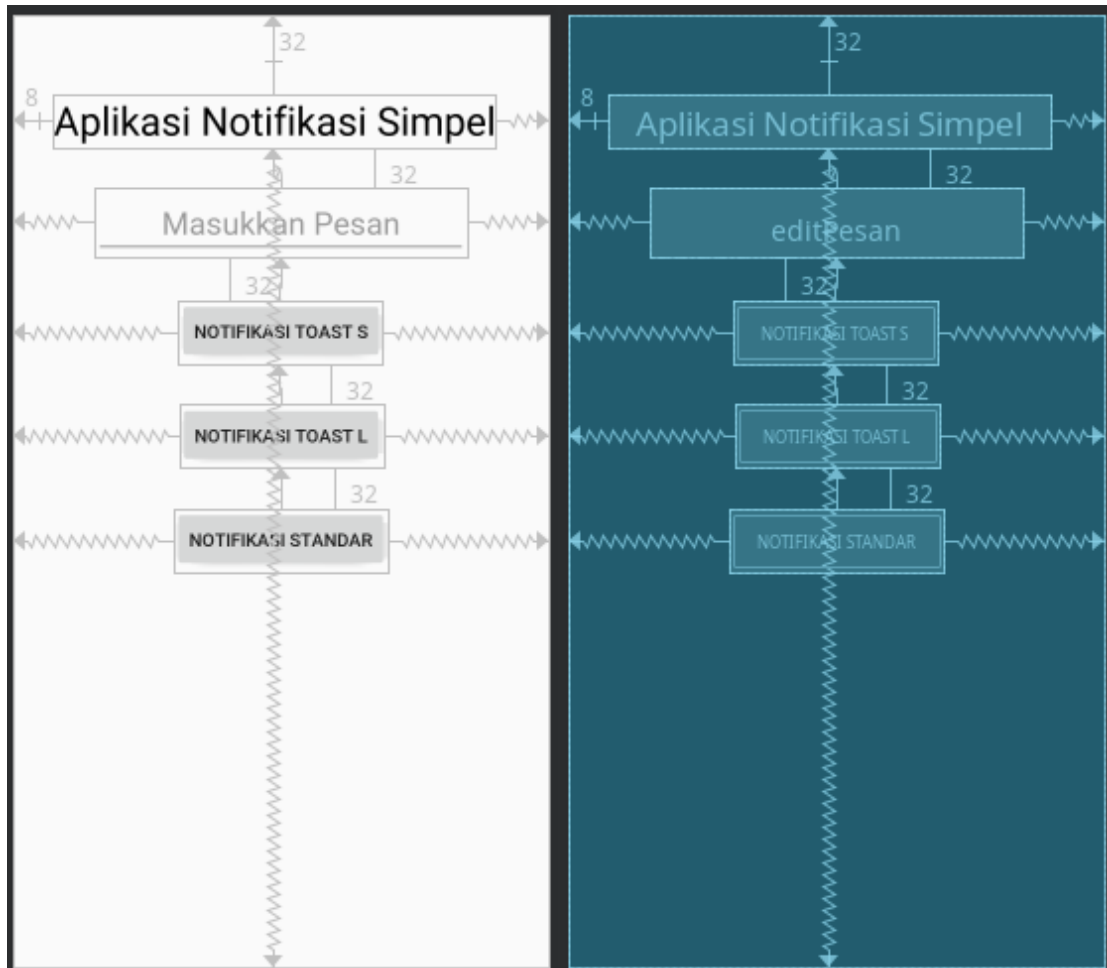 32
8
Aplikasi Notifikasi Simpel
32
Masukkan Pesan
32
NOTIFIKASI TOAST S
32
NOTIFIKASI TOAST L
32
NOTIFIKASI STANDAR
32
8
Aplikasi Notifikasi Simpel
32
editPesan
32
NOTIFIKASI TOAST S
32
NOTIFIKASI TOAST L
32
NOTIFIKASI STANDAR